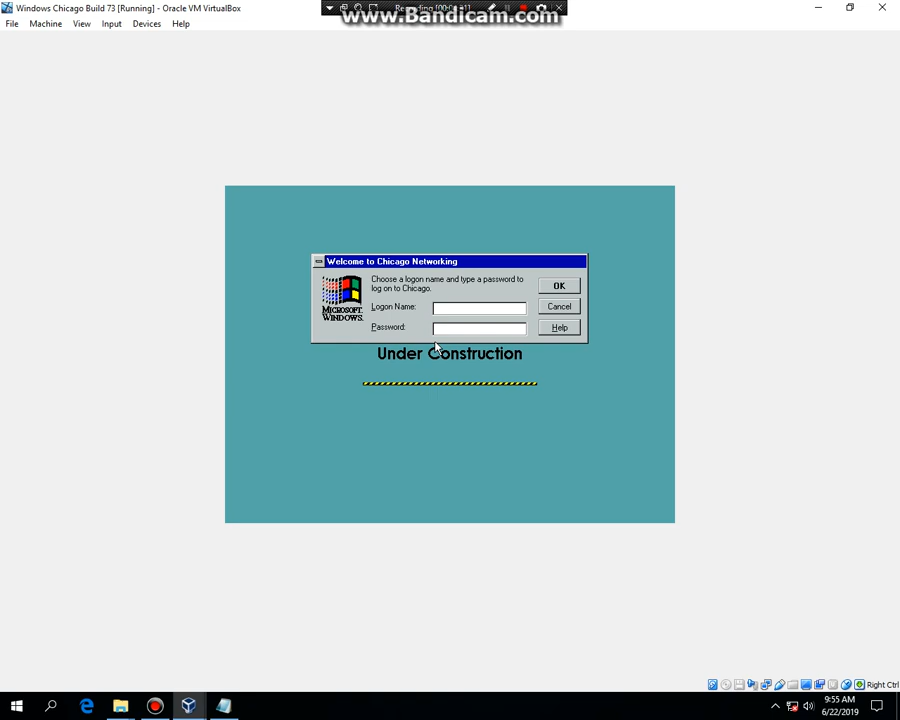 Windows Chicago Build 73 [Running] - Oracle VM VirtualBox
www.Bandicam.com
File Machine View Input Devices Help
Welcome to Chicago Networking
Choose a logon name and type a password to
log on to Chicago.
OK
Logon Name:
Cancel
Password:
Help
MICROSOFT.
WINDOWS.
Under Construction
Right Ctrl
9:55 AM
6/22/2019